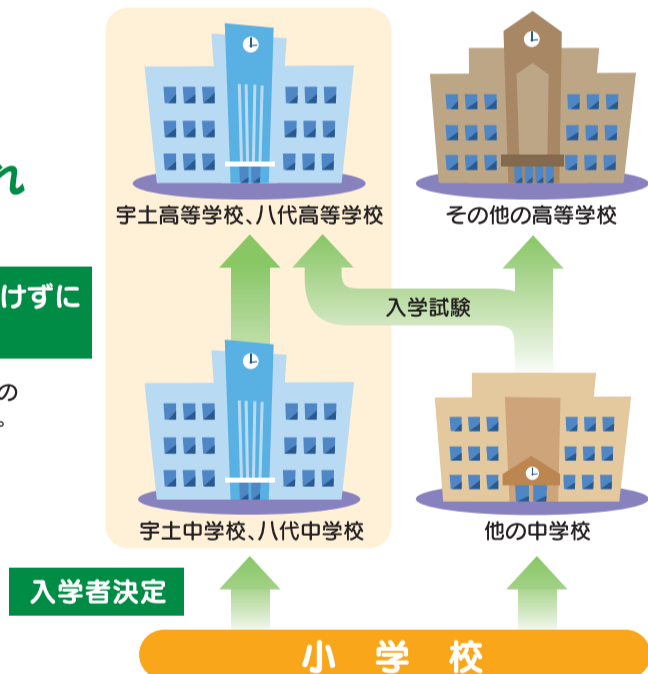 れ
宇土高等学校、八代高等学校
その他の高等学校
けずに
入学試験
の
。
宇土中学校、八代中学校
他の中学校
入学者決定
小学校